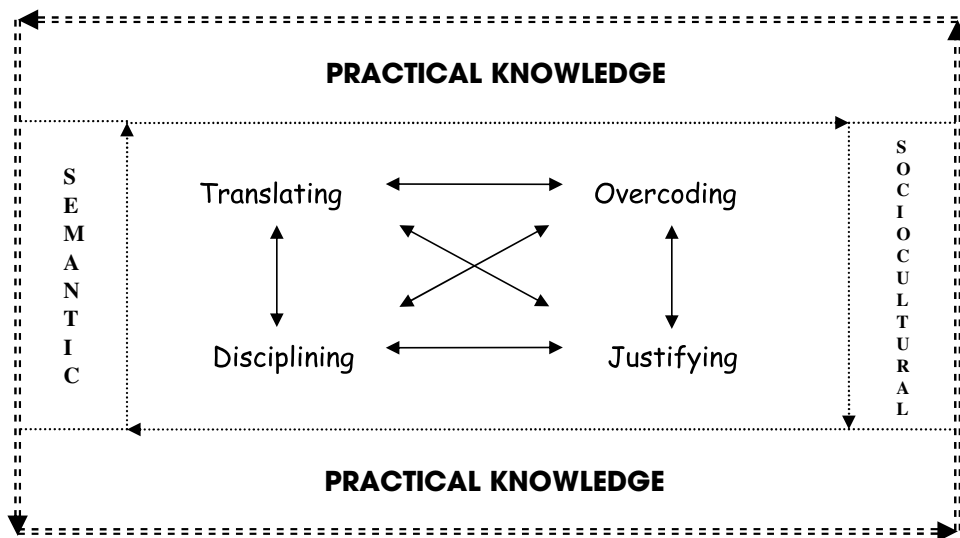 PRACTICAL KNOWLEDGE
SEMANTIC
Translating
Overcoding
Disciplining
Justifying
SOCIOCULTURAL
PRACTICAL KNOWLEDGE